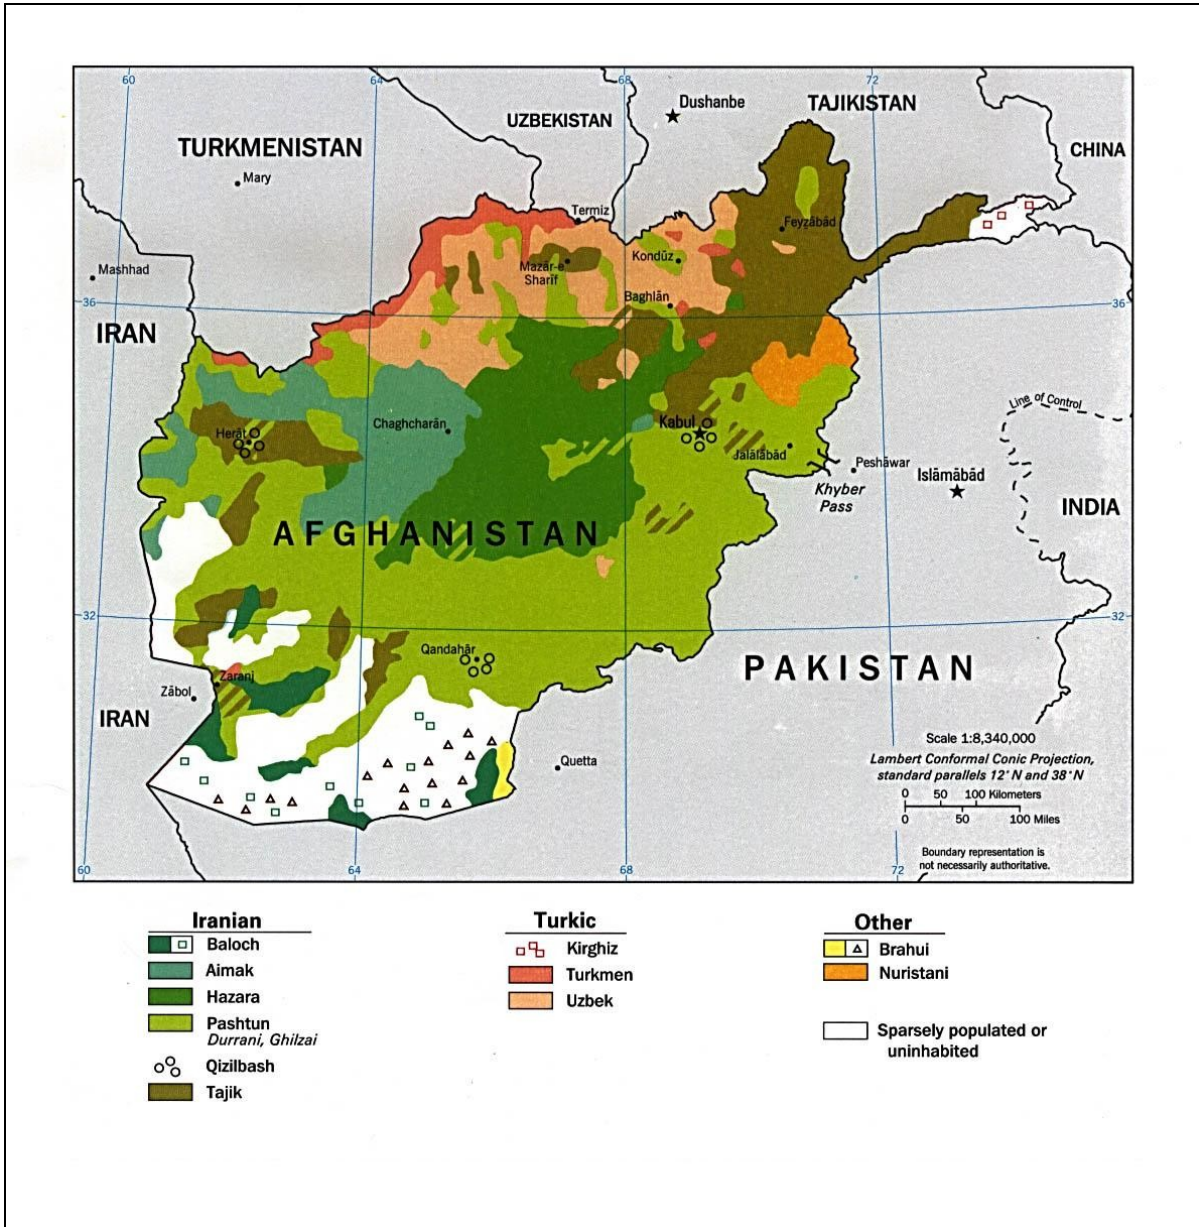 60
64
68
72
Dushanbe
TAJIKISTAN
UZBEKISTAN
TURKMENISTAN
CHINA
Mary
Termiz
Feyzābād
Mashhad
Mazār-e
Sharīf
Kondūz
Baghlān
36
36
IRAN
Line of Control
Herāt
Chaghcharān
Kabul
Jalālābād
Peshāwar
Islāmābād
Khyber
Pass
INDIA
AFGHANISTAN
32
32
Qandahār
PAKISTAN
Zaranj
Zābol
IRAN
Quetta
Scale 1:8,340,000
Lambert Conformal Conic Projection,
standard parallels 12°N and 38°N
0 50 100 Kilometers
0 50 100 Miles
Boundary representation is
not necessarily authoritative.
60
64
68
72
Iranian
Baloch
Aimak
Hazara
Pashtun
Durrani, Ghilzai
Qizilbash
Tajik
Turkic
Kirghiz
Turkmen
Uzbek
Other
Brahui
Nuristani
Sparsely populated or
uninhabited